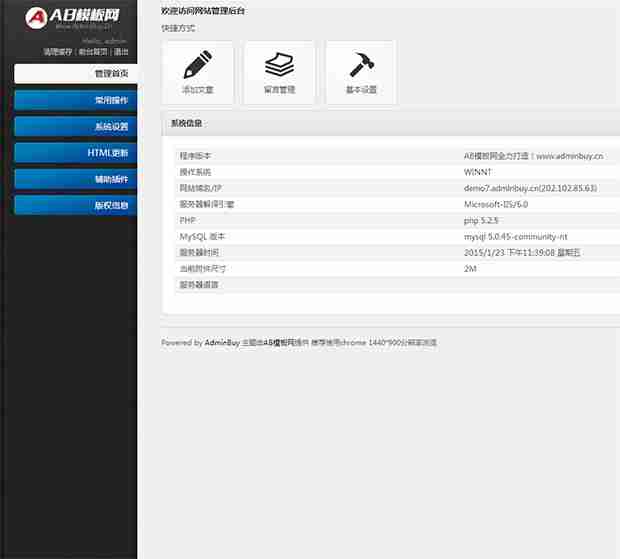 AB模板网
Www.AdminBuy.Cn
Hello, admin
清理缓存 | 前台首页 | 退出
管理首页
常用操作
系统设置
HTML更新
辅助插件
版权信息
欢迎访问网站管理后台
快捷方式
添加文章
留言管理
基本设置
系统信息
程序版本 AB模板网全力打造！www.adminbuy.cn
操作系统 WINNT
网站域名/IP demo7.adminbuy.cn(202.102.85.63)
服务器解译引擎 Microsoft-IIS/6.0
PHP php 5.2.5
MySQL 版本 mysql 5.0.45-community-nt
服务器时间 2015/1/23 下午11:39:08 星期五
当前附件尺寸 2M
服务器语言
Powered by AdminBuy 主题由AB模板网提供 推荐使用chrome 1440*900分辨率浏览